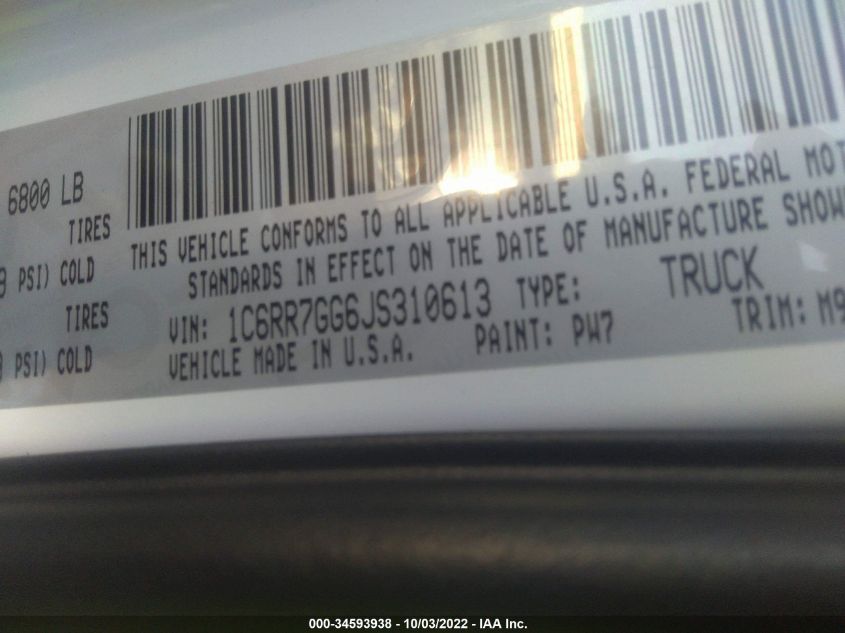 6800 LB
TIRES
PSI) COLD
TIRES
PSI) COLD
THIS VEHICLE CONFORMS TO ALL APPLICABLE U.S.A. FEDERAL MOT
STANDARDS IN EFFECT ON THE DATE OF MANUFACTURE SHOW
VIN: 1C6RR7GG6JS310613 TYPE: TRUCK
VEHICLE MADE IN U.S.A. PAINT: PW7 TRIM: M9
000-34593938 - 10/03/2022 - IAA Inc.